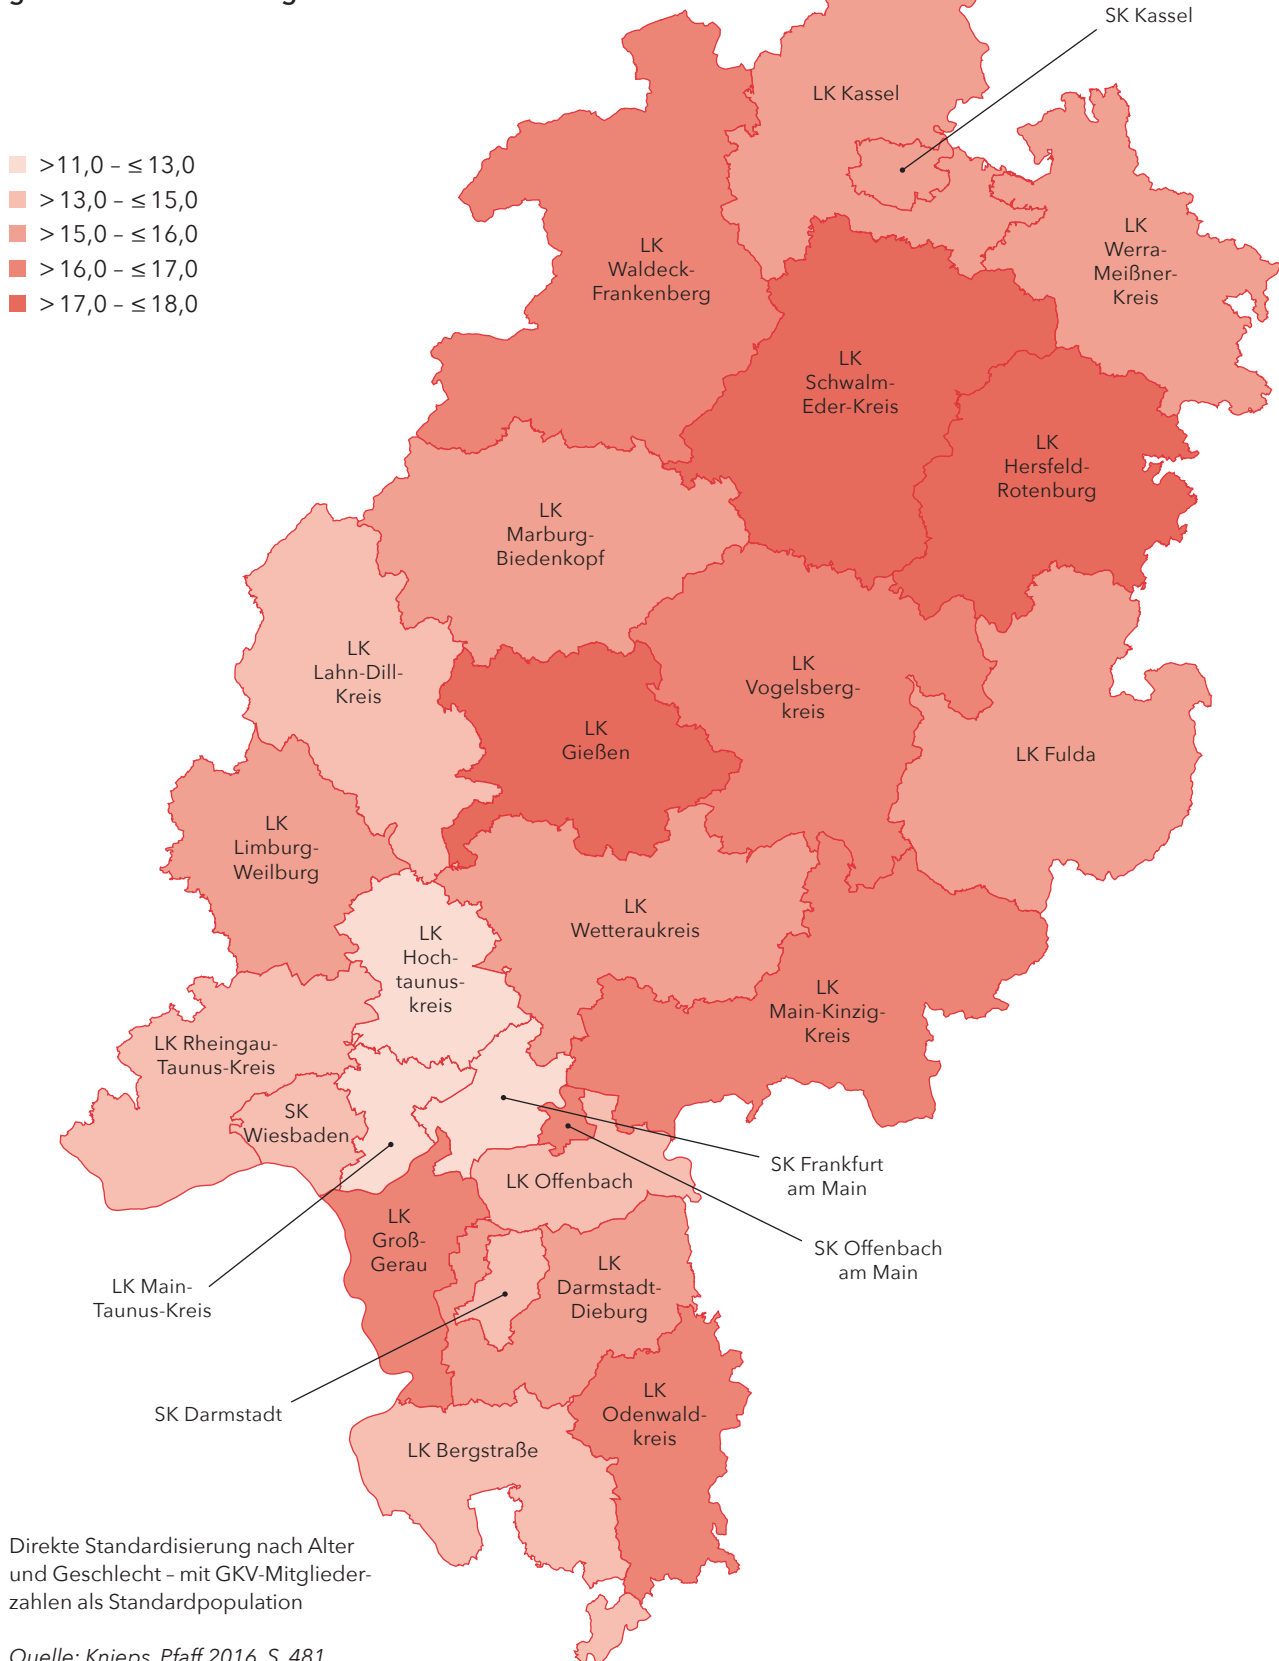 SK Kassel
LK Kassel
>11,0 – ≤ 13,0
>13,0 – ≤ 15,0
>15,0 – ≤ 16,0
>16,0 – ≤ 17,0
>17,0 – ≤ 18,0
LK
Waldeck-
Frankenberg
LK
Werra-
Meißner-
Kreis
LK
Schwalm-
Eder-Kreis
LK
Hersfeld-
Rotenburg
LK
Marburg-
Biedenkopf
LK
Lahn-Dill-
Kreis
LK
Vogelsberg-
kreis
LK
Gießen
LK Fulda
LK
Limburg-
Weilburg
LK
Wetteraukreis
LK
Hoch-
taunus-
kreis
LK
Main-Kinzig-
Kreis
LK Rheingau-
Taunus-Kreis
SK
Wiesbaden
SK Frankfurt
am Main
LK Offenbach
LK
Groß-
Gerau
SK Offenbach
am Main
LK Main-
Taunus-Kreis
LK
Darmstadt-
Dieburg
SK Darmstadt
LK
Odenwald-
kreis
LK Bergstraße
Direkte Standardisierung nach Alter
und Geschlecht – mit GKV-Mitglieder-
zahlen als Standardpopulation
Quelle: Knieps, Pfaff 2016, S. 481